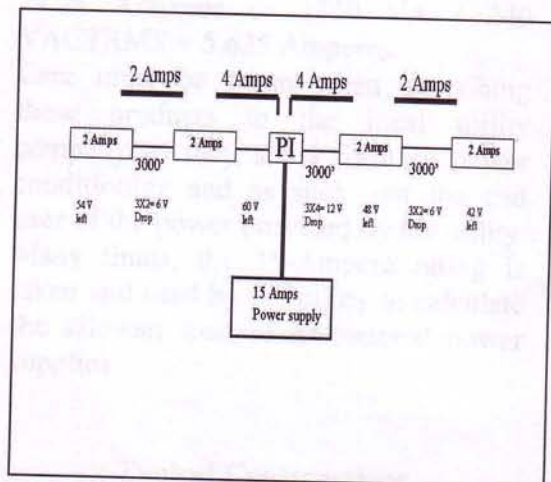 2 Amps 4 Amps 4 Amps 2 Amps
2 Amps 2 Amps PI 2 Amps 2 Amps
3000' 3000' 3000'
54 V left 3X2= 6 V Drop 60 V left 3X4= 12 V Drop 48 V left 3X2= 6 V Drop 42 V left
15 Amps
Power supply